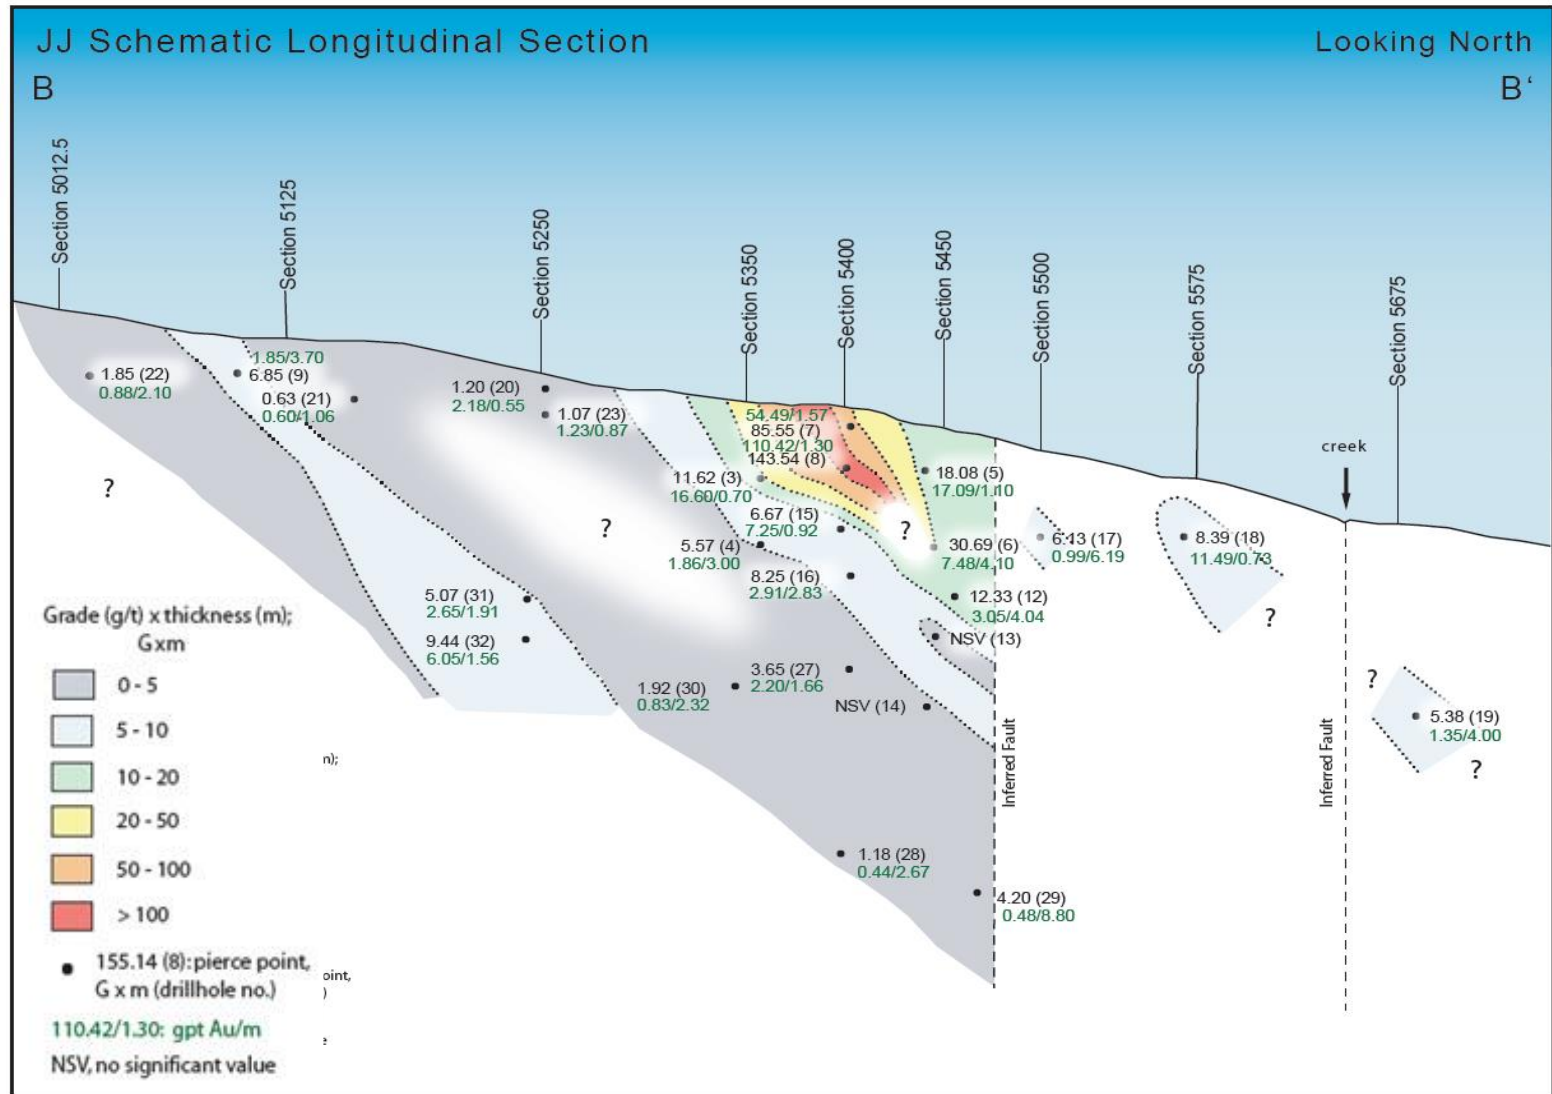 JJ Schematic Longitudinal Section
Looking North
B
B‘
Section 5012.5
Section 5125
Section 5250
Section 5350
Section 5400
Section 5450
Section 5500
Section 5575
Section 5675
creek
1.85 (22)
0.88/2.10
1.85/3.70
6.85 (9)
0.63 (21)
0.60/1.06
1.20 (20)
2.18/0.55
1.07 (23)
1.23/0.87
54.49/1.57
85.55 (7)
110.42/1.30
143.54 (8)
11.62 (3)
16.60/0.70
18.08 (5)
17.09/1.10
6.67 (15)
7.25/0.92
?
?
?
5.57 (4)
1.86/3.00
30.69 (6)
7.48/4.10
6.13 (17)
0.99/6.19
8.39 (18)
11.49/0.73
8.25 (16)
2.91/2.83
12.33 (12)
3.05/4.04
?
5.07 (31)
2.65/1.91
9.44 (32)
6.05/1.56
NSV (13)
3.65 (27)
2.20/1.66
1.92 (30)
0.83/2.32
NSV (14)
?
5.38 (19)
1.35/4.00
?
Inferred Fault
Inferred Fault
1.18 (28)
0.44/2.67
4.20 (29)
0.48/8.80
Grade (g/t) x thickness (m);
Gxm
0 - 5
5 - 10
n);
10 - 20
20 - 50
50 - 100
> 100
155.14 (8): pierce point,
G x m (drillhole no.)
oint,
)
110.42/1.30: gpt Au/m
e
NSV, no significant value